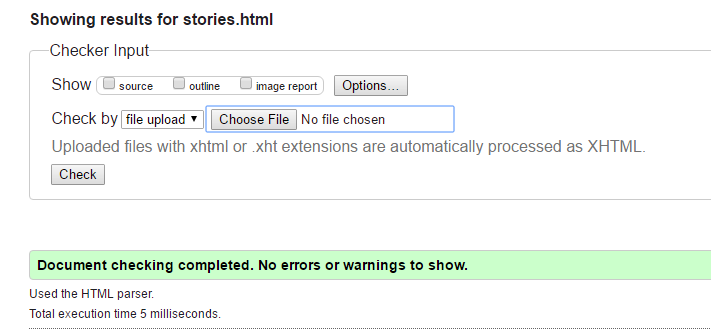 Showing results for stories.html
Checker Input
Show source outline image report Options...
Check by file upload Choose File No file chosen
Uploaded files with xhtml or .xht extensions are automatically processed as XHTML.
Check
Document checking completed. No errors or warnings to show.
Used the HTML parser.
Total execution time 5 milliseconds.